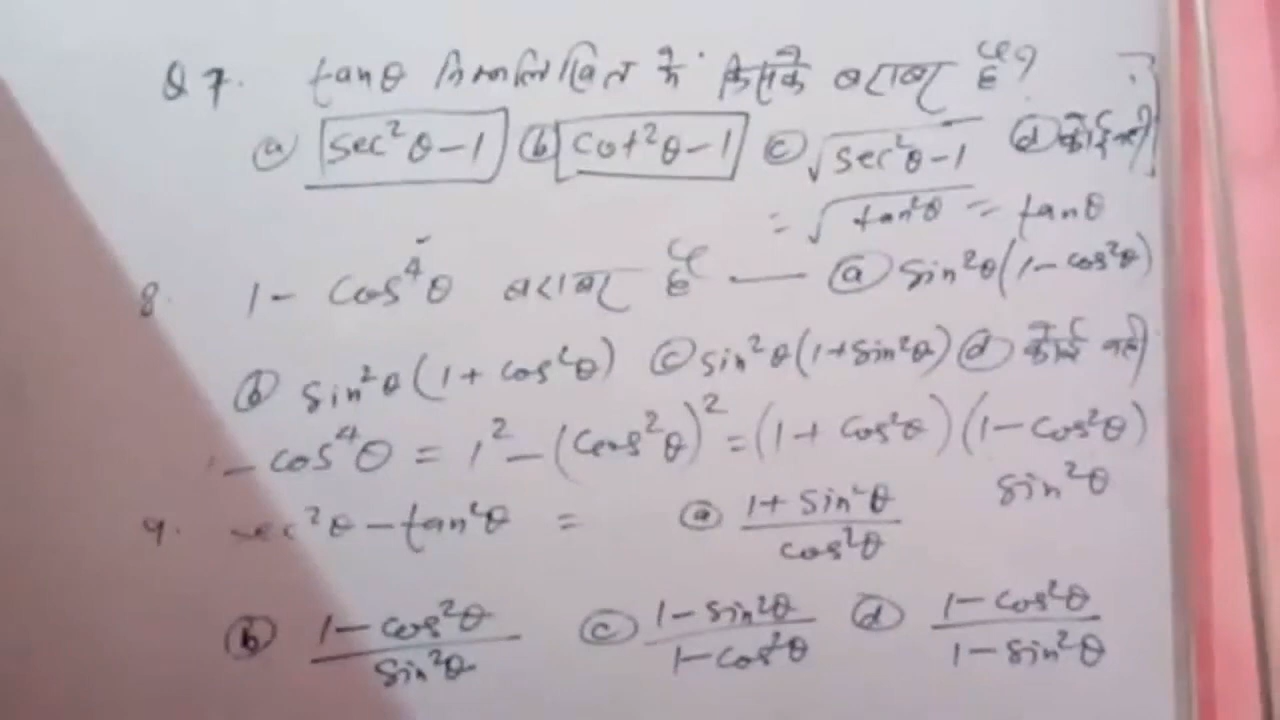 Q 7. tanθ निम्नलिखित में किसके बराबर है?
ⓐ sec²θ-1 ⓑ cot²θ-1 ⓒ √sec²θ-1 ⓓ कोई नहीं
= √tan²θ = tanθ
8. 1- cos⁴θ बराबर है — ⓐ sin²θ(1-cos²θ)
ⓑ sin²θ(1+cos²θ) ⓒ sin²θ(1+sin²θ) ⓓ कोई नहीं
- cos⁴θ = 1² - (cos²θ)² = (1+ cos²θ)(1-cos²θ)
sin²θ
9. sec²θ-tan²θ = ⓐ (1+ sin²θ)/(cos²θ)
ⓑ (1-cos²θ)/(sin²θ) ⓒ (1-sin²θ)/(1-cos²θ) ⓓ (1-cos²θ)/(1-sin²θ)